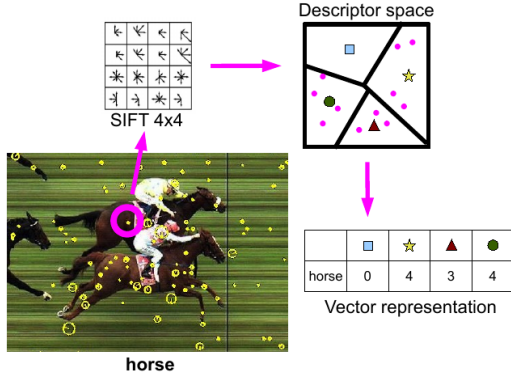 Descriptor space
SIFT 4x4
horse 0 4 3 4
Vector representation
horse